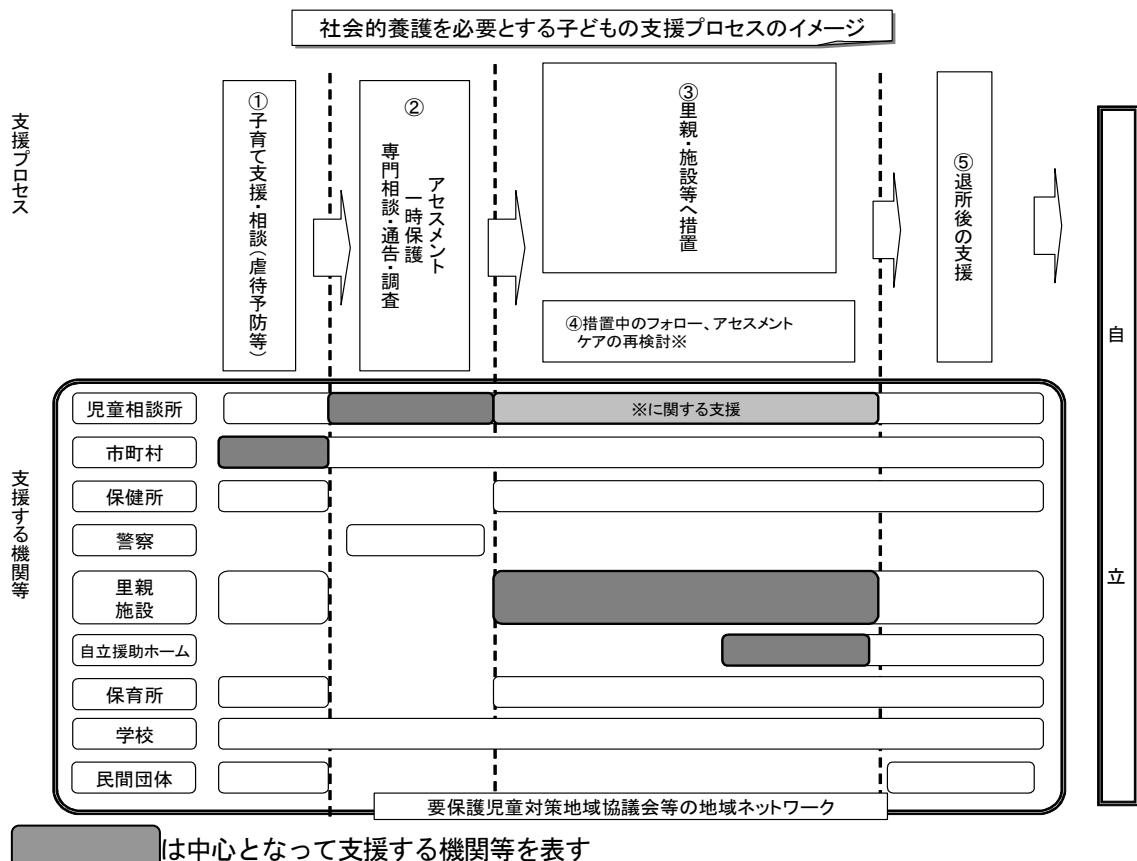 社会的養護を必要とする子どもの支援プロセスのイメージ
支援プロセス
①子育て支援・相談(虐待予防等)
②
専門相談・通告・調査
一時保護
アセスメント
③里親・施設等へ措置
④措置中のフォロー、アセスメント
ケアの再検討※
⑤退所後の支援
自立
支援する機関等
児童相談所
※に関する支援
市町村
保健所
警察
里親
施設
自立援助ホーム
保育所
学校
民間団体
要保護児童対策地域協議会等の地域ネットワーク
は中心となって支援する機関等を表す